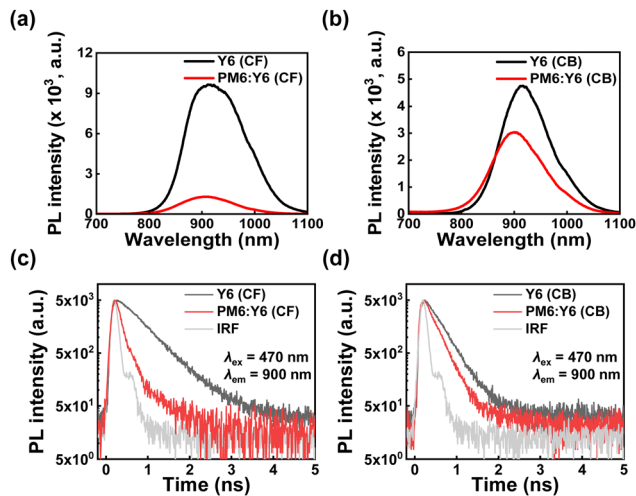 (a)
PL intensity (x 10³, a.u.)
12
9
6
3
0
700 800 900 1000 1100
Wavelength (nm)
Y6 (CF)
PM6:Y6 (CF)
(b)
PL intensity (x 10³, a.u.)
6
5
4
3
2
1
0
700 800 900 1000 1100
Wavelength (nm)
Y6 (CB)
PM6:Y6 (CB)
(c)
PL intensity (a.u.)
5x10³
5x10²
5x10¹
5x10⁰
0 1 2 3 4 5
Time (ns)
Y6 (CF)
PM6:Y6 (CF)
IRF
λex = 470 nm
λem = 900 nm
(d)
PL intensity (a.u.)
5x10³
5x10²
5x10¹
5x10⁰
0 1 2 3 4 5
Time (ns)
Y6 (CB)
PM6:Y6 (CB)
IRF
λex = 470 nm
λem = 900 nm